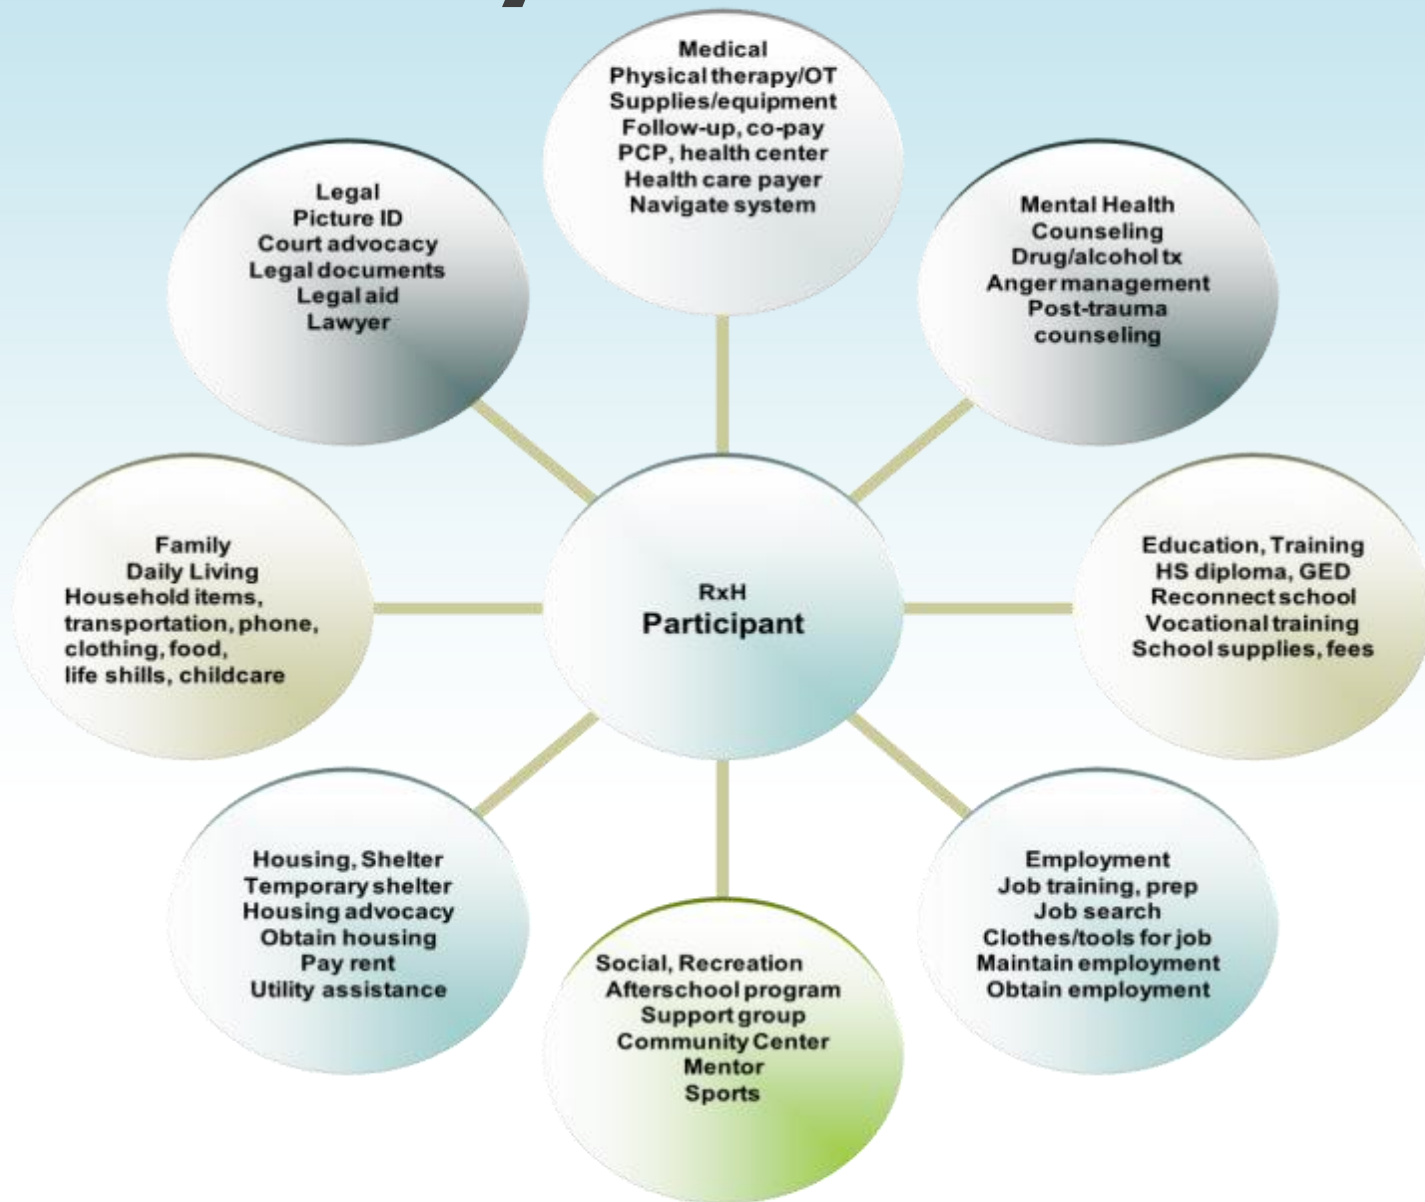 Medical
Physical therapy/OT
Supplies/equipment
Follow-up, co-pay
PCP, health center
Health care payer
Navigate system
Legal
Picture ID
Court advocacy
Legal documents
Legal aid
Lawyer
Mental Health
Counseling
Drug/alcohol tx
Anger management
Post-trauma
counseling
Family
Daily Living
Household items,
transportation, phone,
clothing, food,
life shills, childcare
RxH
Participant
Education, Training
HS diploma, GED
Reconnect school
Vocational training
School supplies, fees
Housing, Shelter
Temporary shelter
Housing advocacy
Obtain housing
Pay rent
Utility assistance
Social, Recreation
Afterschool program
Support group
Community Center
Mentor
Sports
Employment
Job training, prep
Job search
Clothes/tools for job
Maintain employment
Obtain employment